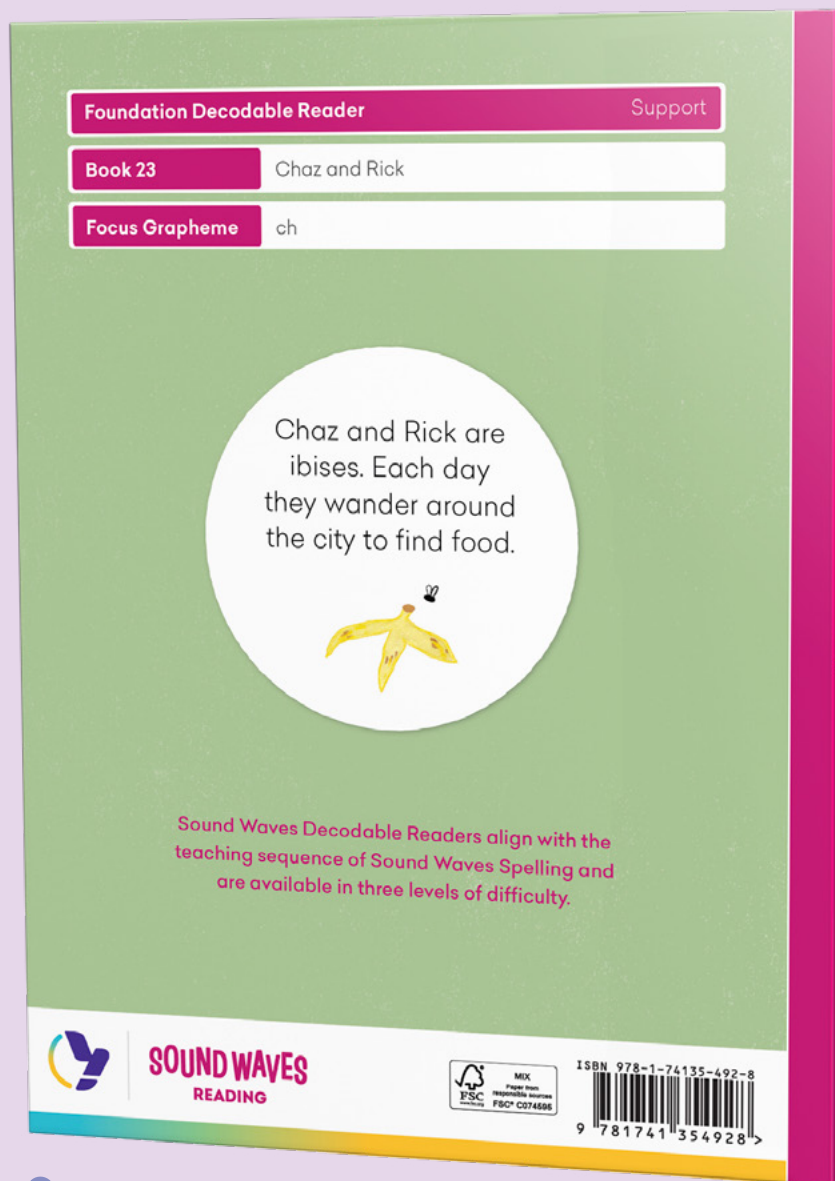 Foundation Decodable Reader Support
Book 23 Chaz and Rick
Focus Grapheme ch
Chaz and Rick are
ibises. Each day
they wander around
the city to find food.
Sound Waves Decodable Readers align with the
teaching sequence of Sound Waves Spelling and
are available in three levels of difficulty.
SOUND WAVES
READING
FSC
www.fsc.org
MIX
Paper from
responsible sources
FSC® C074595
ISBN 978-1-74135-492-8
9 781741 354928 >